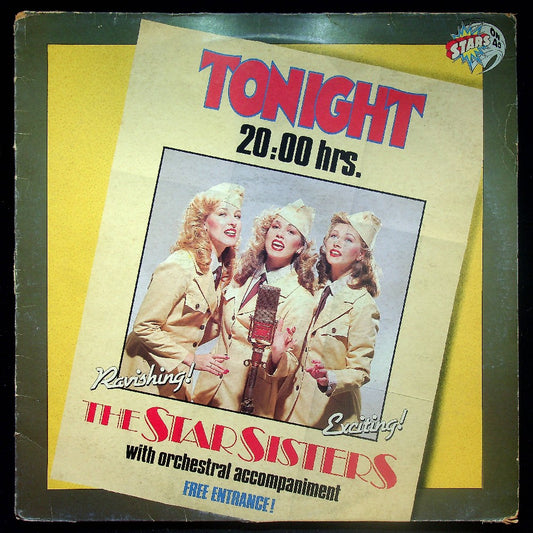 STARS
ON 45
TONIGHT
20:00 hrs.
Ravishing!
Exciting!
THE STAR SISTERS
with orchestral accompaniment
FREE ENTRANCE!